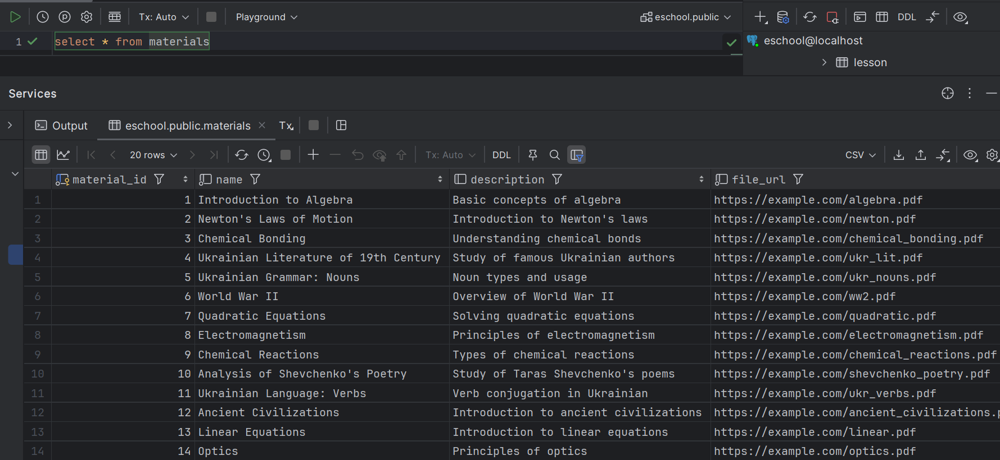 Tx: Auto Playground eschool.public DDL
1 select * from materials
eschool@localhost
lesson
Services
Output eschool.public.materials Tx
20 rows Tx: Auto DDL CSV
material_id name description file_url
1 1 Introduction to Algebra Basic concepts of algebra https://example.com/algebra.pdf
2 2 Newton's Laws of Motion Introduction to Newton's laws https://example.com/newton.pdf
3 3 Chemical Bonding Understanding chemical bonds https://example.com/chemical_bonding.pdf
4 4 Ukrainian Literature of 19th Century Study of famous Ukrainian authors https://example.com/ukr_lit.pdf
5 5 Ukrainian Grammar: Nouns Noun types and usage https://example.com/ukr_nouns.pdf
6 6 World War II Overview of World War II https://example.com/ww2.pdf
7 7 Quadratic Equations Solving quadratic equations https://example.com/quadratic.pdf
8 8 Electromagnetism Principles of electromagnetism https://example.com/electromagnetism.pdf
9 9 Chemical Reactions Types of chemical reactions https://example.com/chemical_reactions.pdf
10 10 Analysis of Shevchenko's Poetry Study of Taras Shevchenko's poems https://example.com/shevchenko_poetry.pdf
11 11 Ukrainian Language: Verbs Verb conjugation in Ukrainian https://example.com/ukr_verbs.pdf
12 12 Ancient Civilizations Introduction to ancient civilizations https://example.com/ancient_civilizations.p
13 13 Linear Equations Introduction to linear equations https://example.com/linear.pdf
14 14 Optics Principles of optics https://example.com/optics.pdf